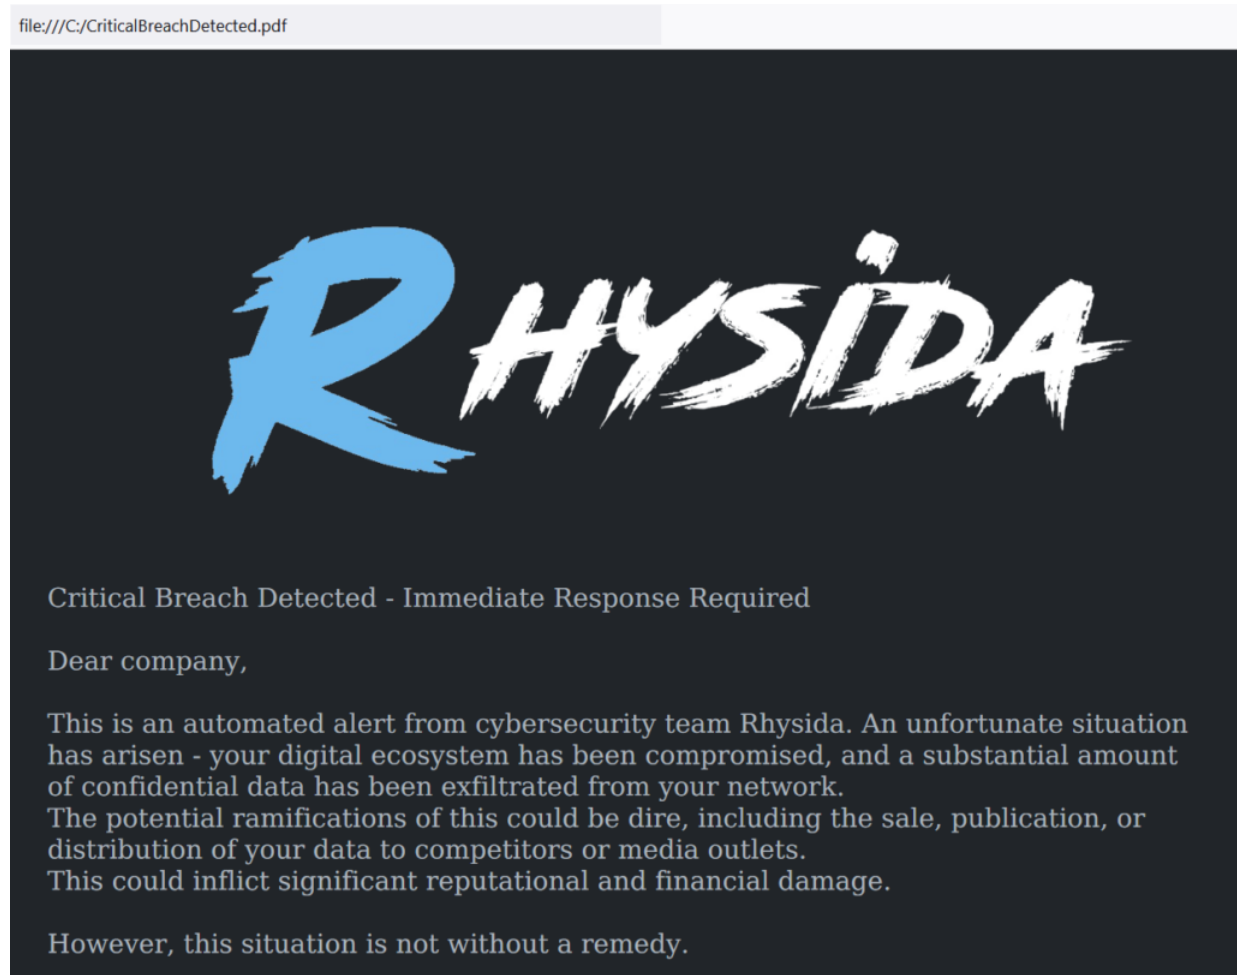 file:///C:/CriticalBreachDetected.pdf
RHYSIDA
Critical Breach Detected - Immediate Response Required
Dear company,
This is an automated alert from cybersecurity team Rhysida. An unfortunate situation
has arisen - your digital ecosystem has been compromised, and a substantial amount
of confidential data has been exfiltrated from your network.
The potential ramifications of this could be dire, including the sale, publication, or
distribution of your data to competitors or media outlets.
This could inflict significant reputational and financial damage.
However, this situation is not without a remedy.